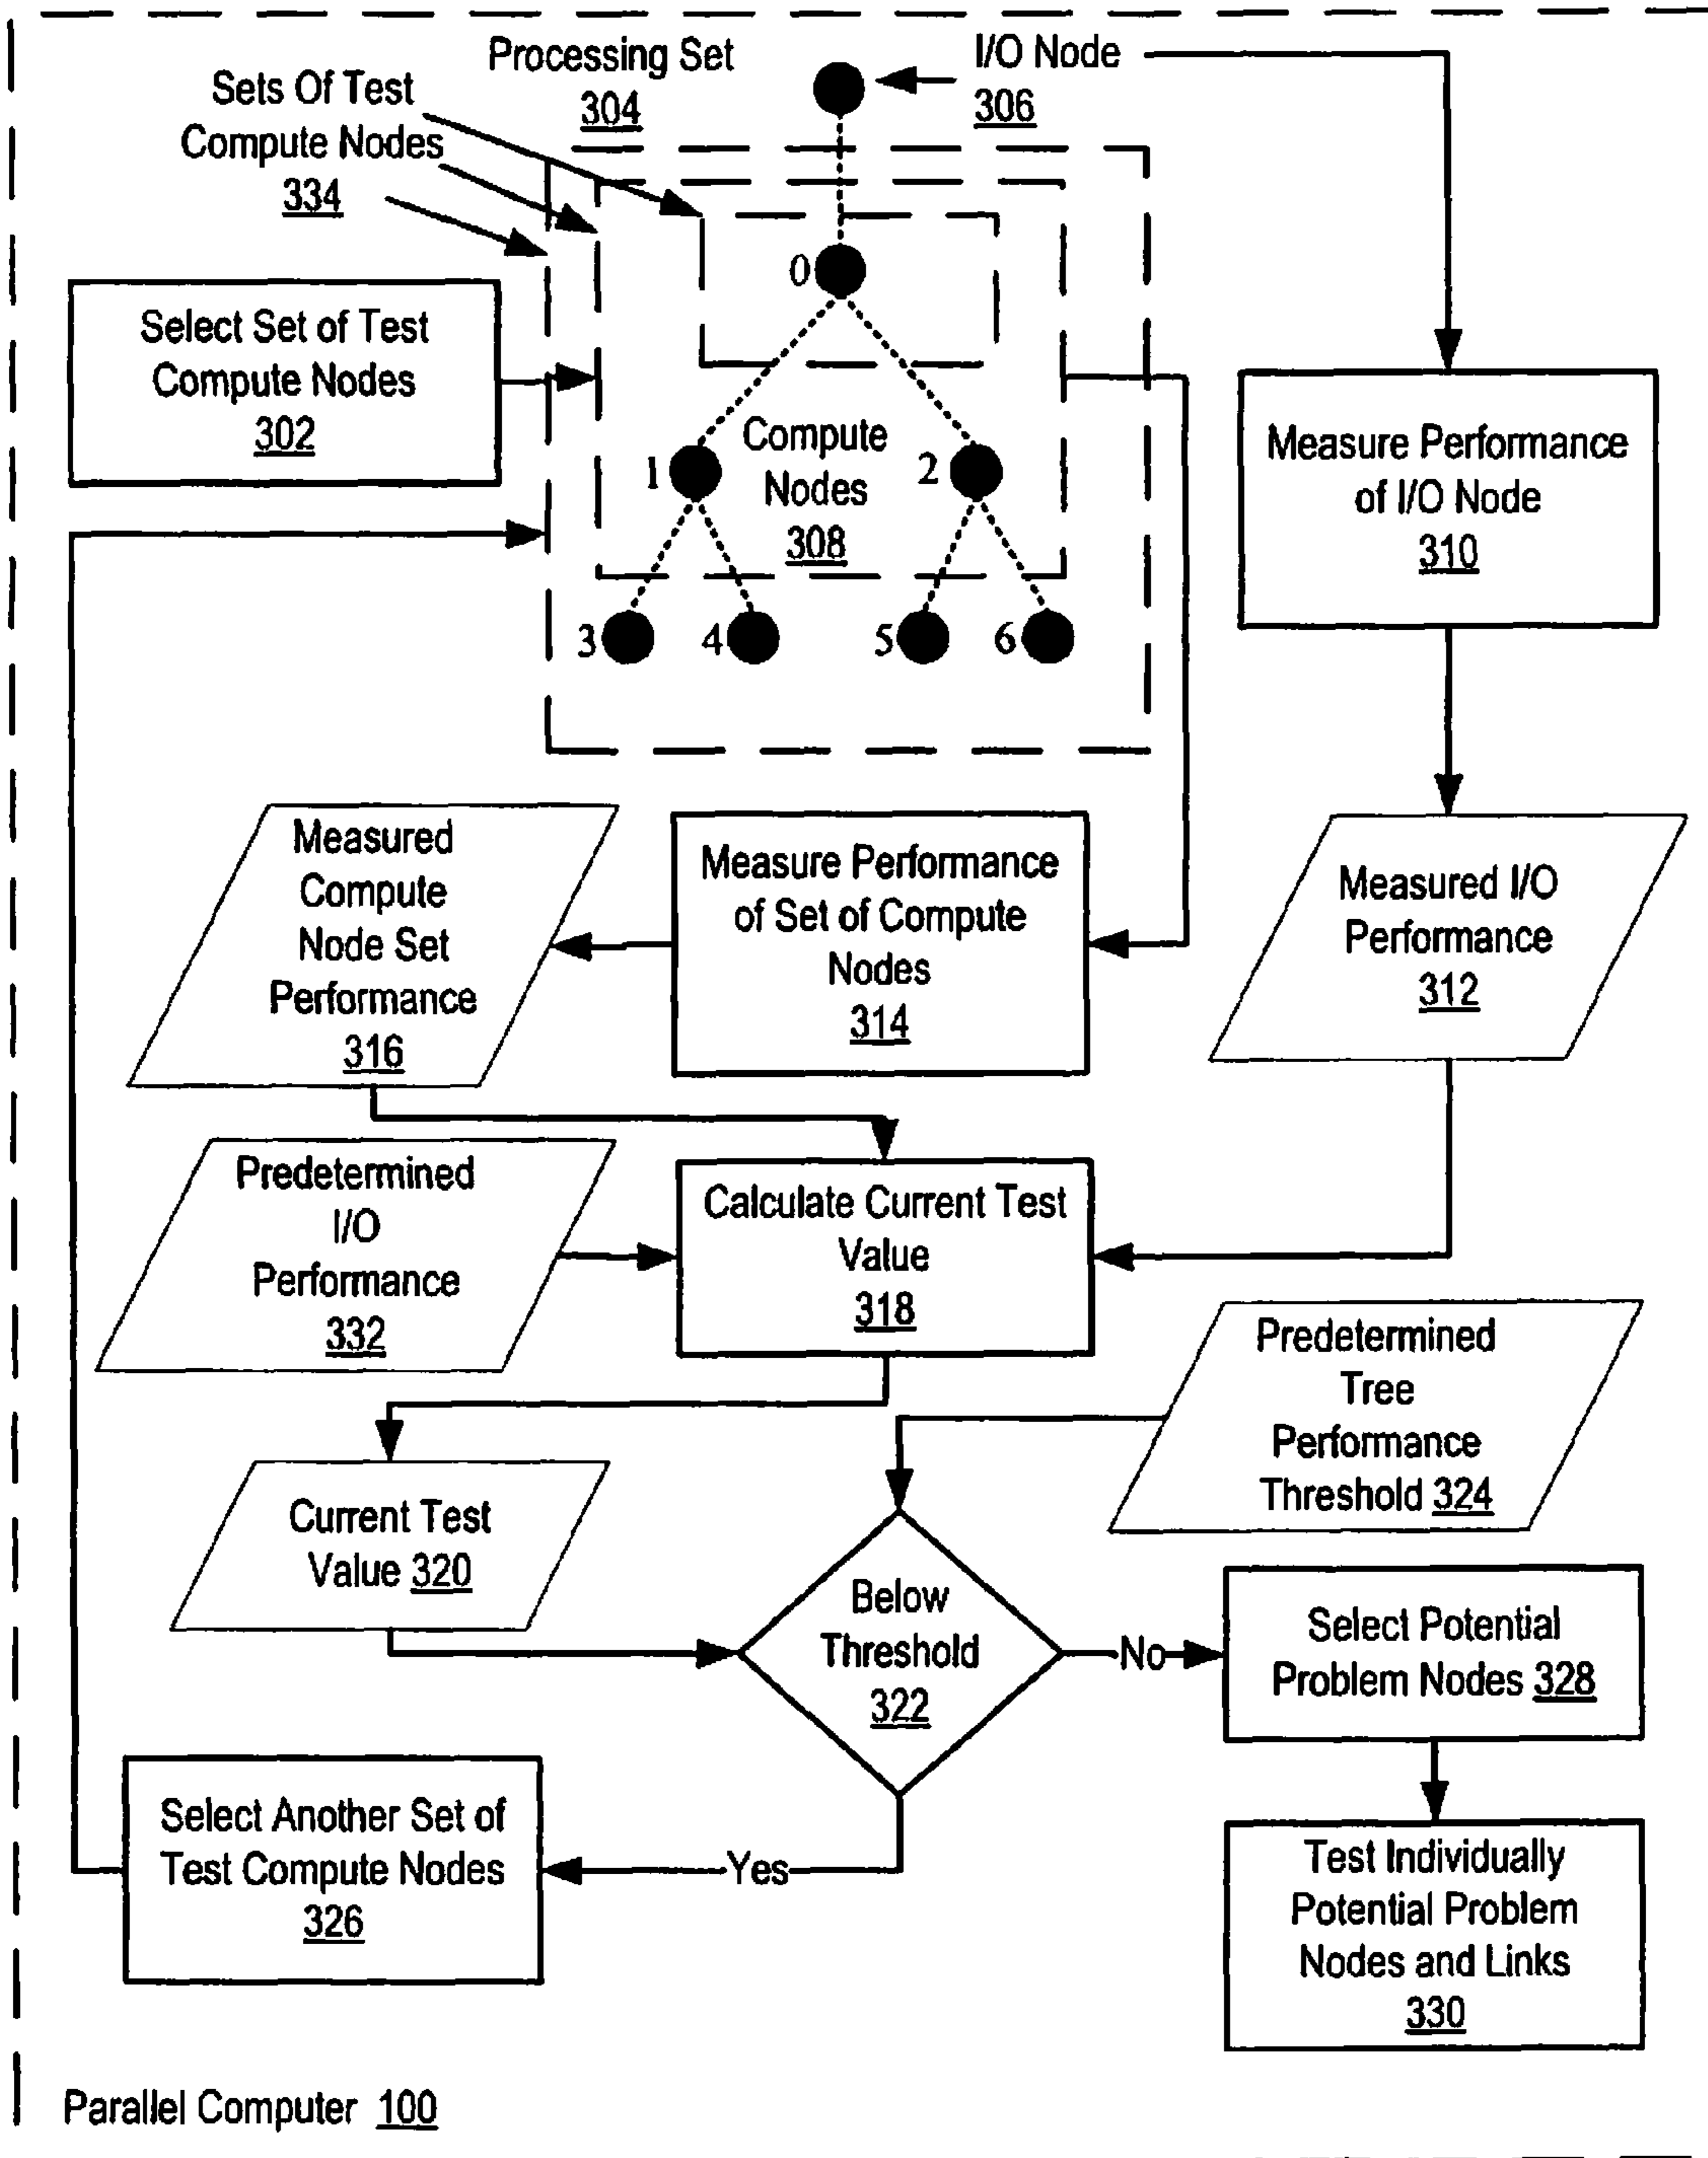 Processing Set
304
I/O Node
306
Sets Of Test
Compute Nodes
334
0
Select Set of Test
Compute Nodes
302
Compute
Nodes
308
1
2
3
4
5
6
Measure Performance
of I/O Node
310
Measured
Compute
Node Set
Performance
316
Measure Performance
of Set of Compute
Nodes
314
Measured I/O
Performance
312
Predetermined
I/O
Performance
332
Calculate Current Test
Value
318
Predetermined
Tree
Performance
Threshold 324
Current Test
Value 320
Below
Threshold
322
No
Select Potential
Problem Nodes 328
Select Another Set of
Test Compute Nodes
326
Yes
Test Individually
Potential Problem
Nodes and Links
330
Parallel Computer 100